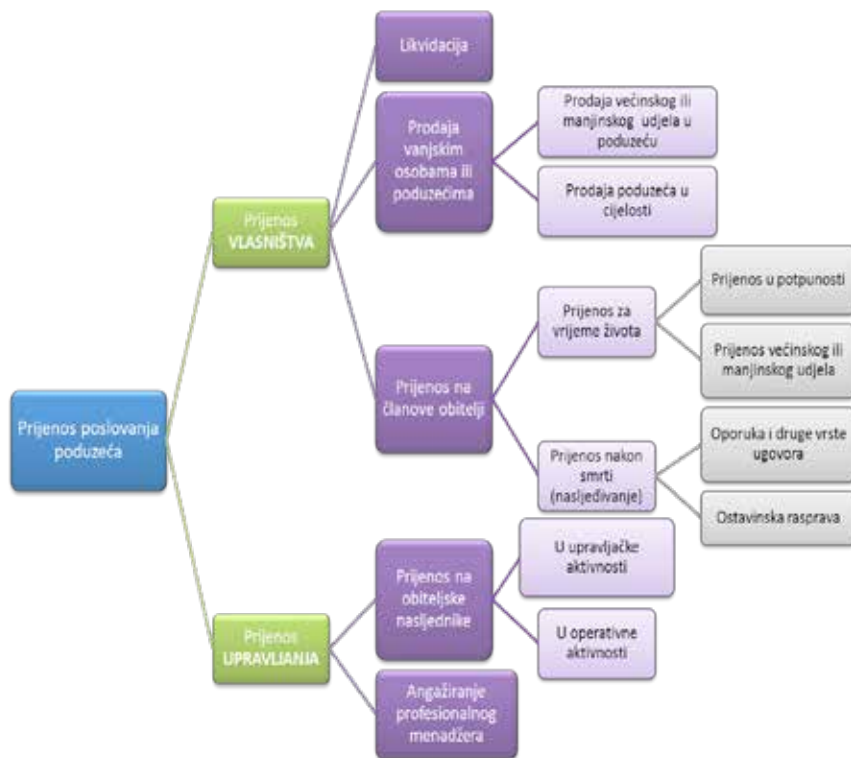 Likvidacija
Prodaja
vanjskim
osobama ili
poduzećima
Prodaja većinskog ili
manjinskog udjela u
poduzeću
Prodaja poduzeća u
cijelosti
Prijenos
VLASNIŠTVA
Prijenos na
članove obitelji
Prijenos za
vrijeme života
Prijenos u potpunosti
Prijenos većinskog ili
manjinskog udjela
Prijenos nakon
smrti
(nasljeđivanje)
Oporuka i druge vrste
ugovora
Ostavinska rasprava
Prijenos poslovanja
poduzeća
Prijenos
UPRAVLJANJA
Prijenos na
obiteljske
nasljednike
U upravljačke
aktivnosti
U operativne
aktivnosti
Angažiranje
profesionalnog
menadžera